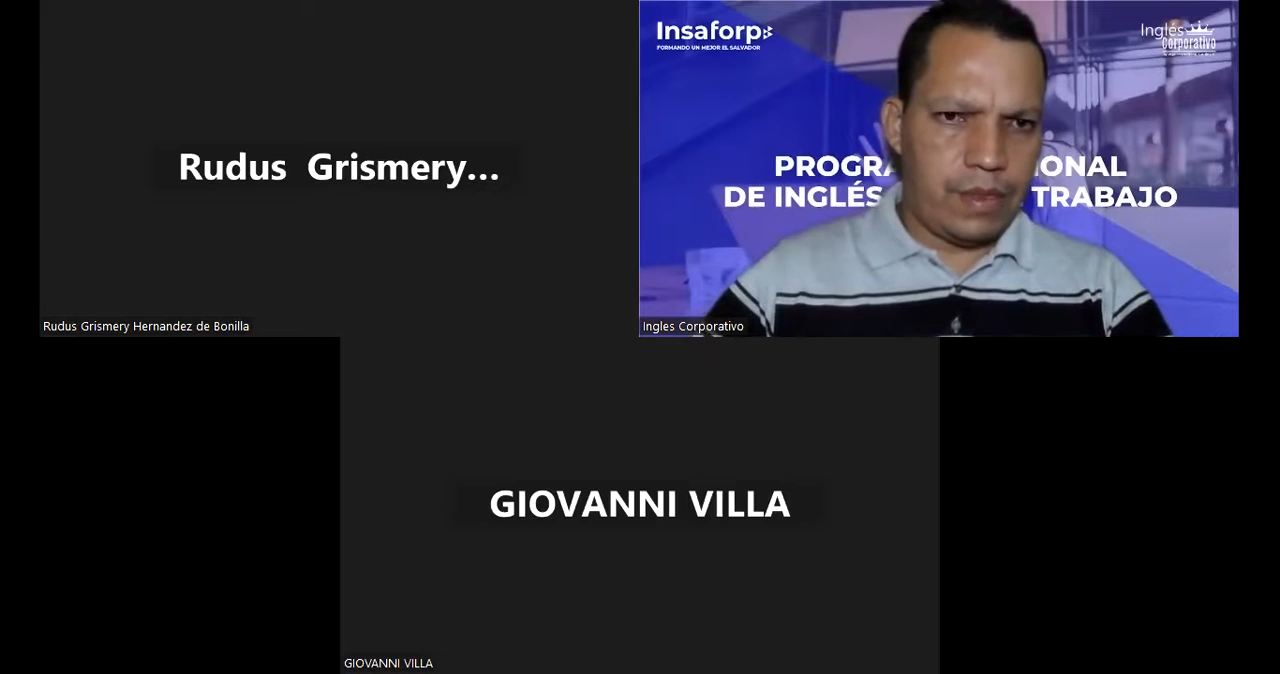 Insaforp
FORMANDO UN MEJOR EL SALVADOR
Inglés
Corporativo
Rudus Grismery...
PROGRA IONAL
DE INGLÉS TRABAJO
Rudus Grismery Hernandez de Bonilla
Ingles Corporativo
GIOVANNI VILLA
GIOVANNI VILLA